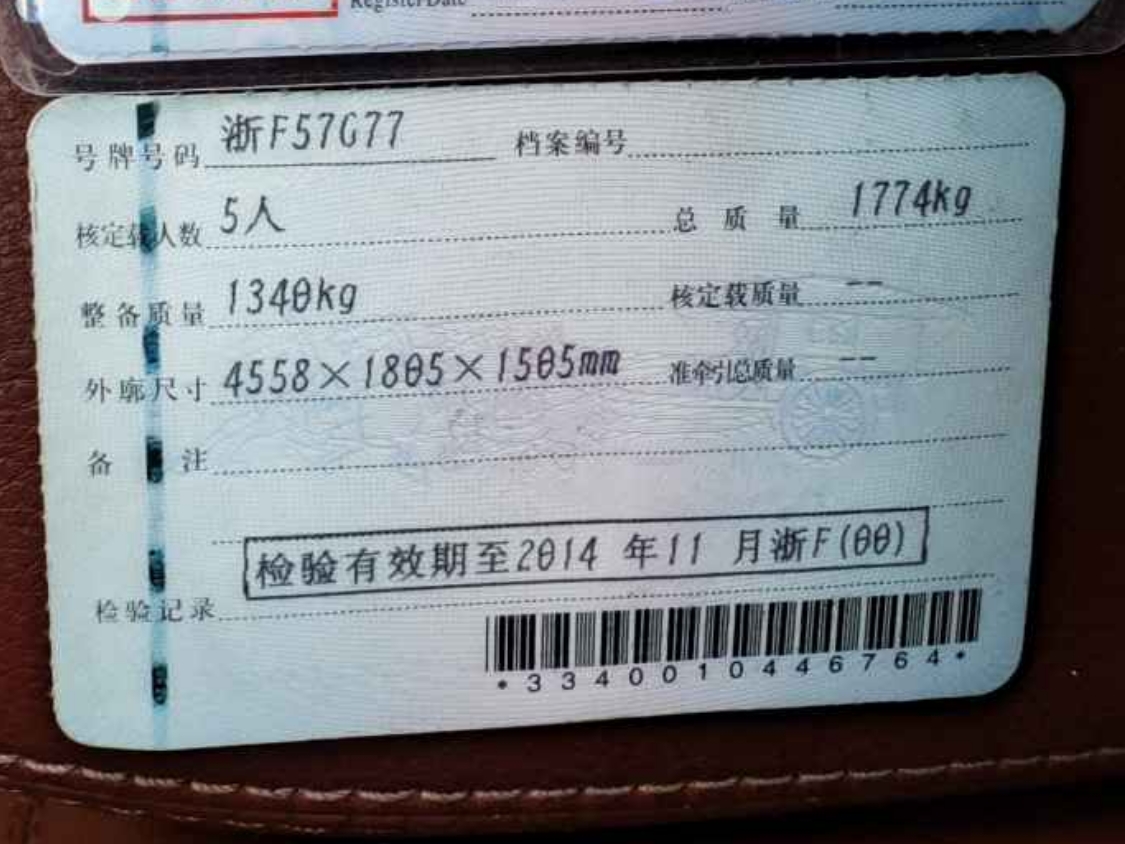 RegisterDate
号牌号码 浙F57G77 档案编号
核定载人数 5人 总质量 1774kg
整备质量 1340kg 核定载质量 --
外廓尺寸 4558×1805×1505mm 准牵引总质量 --
备注
检验有效期至2014 年11 月浙F(00)
检验记录
*3340010446764*